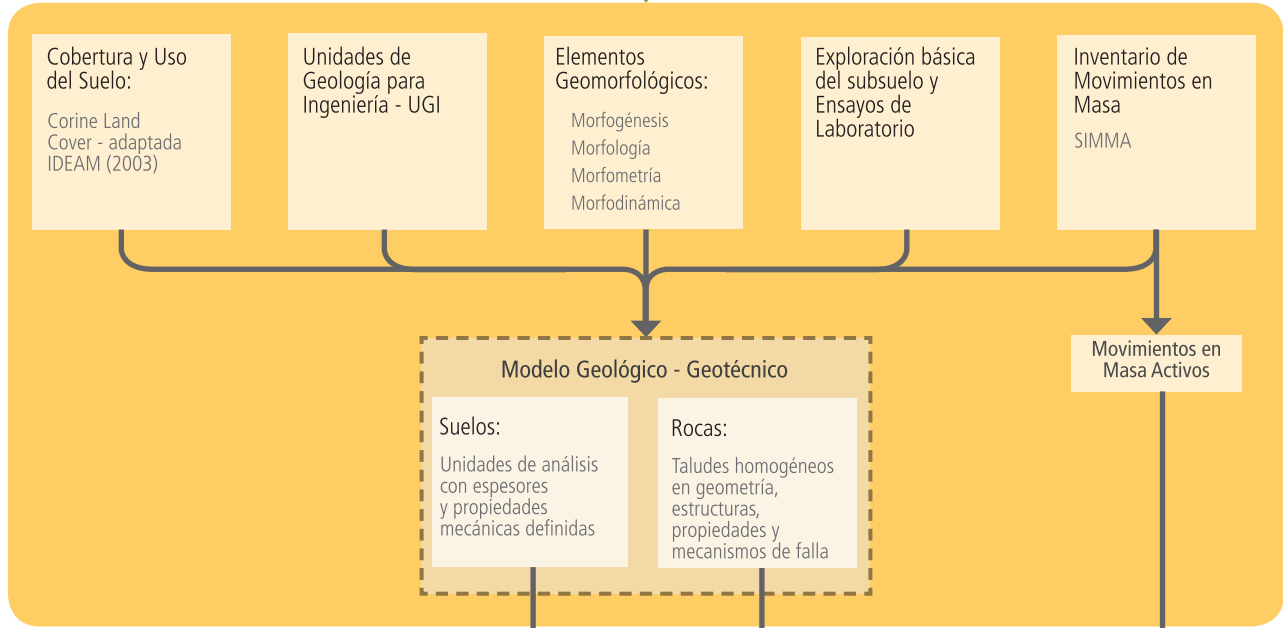 Cobertura y Uso
del Suelo:
Corine Land
Cover - adaptada
IDEAM (2003)
Unidades de
Geología para
Ingeniería - UGI
Elementos
Geomorfológicos:
Morfogénesis
Morfología
Morfometría
Morfodinámica
Exploración básica
del subsuelo y
Ensayos de
Laboratorio
Inventario de
Movimientos en
Masa
SIMMA
Movimientos en
Masa Activos
Modelo Geológico - Geotécnico
Suelos:
Unidades de análisis
con espesores
y propiedades
mecánicas definidas
Rocas:
Taludes homogéneos
en geometría,
estructuras,
propiedades y
mecanismos de falla